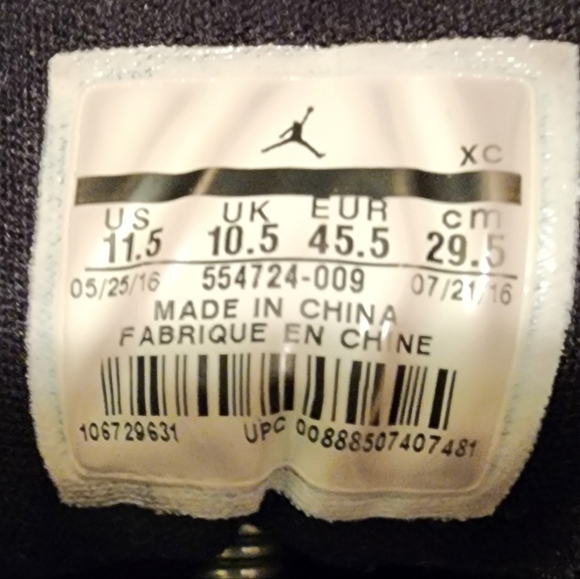 XC
US UK EUR cm
11.5 10.5 45.5 29.5
05/25/16 554724-009 07/21/16
MADE IN CHINA
FABRIQUE EN CHINE
106729631 UPC 00888507407481